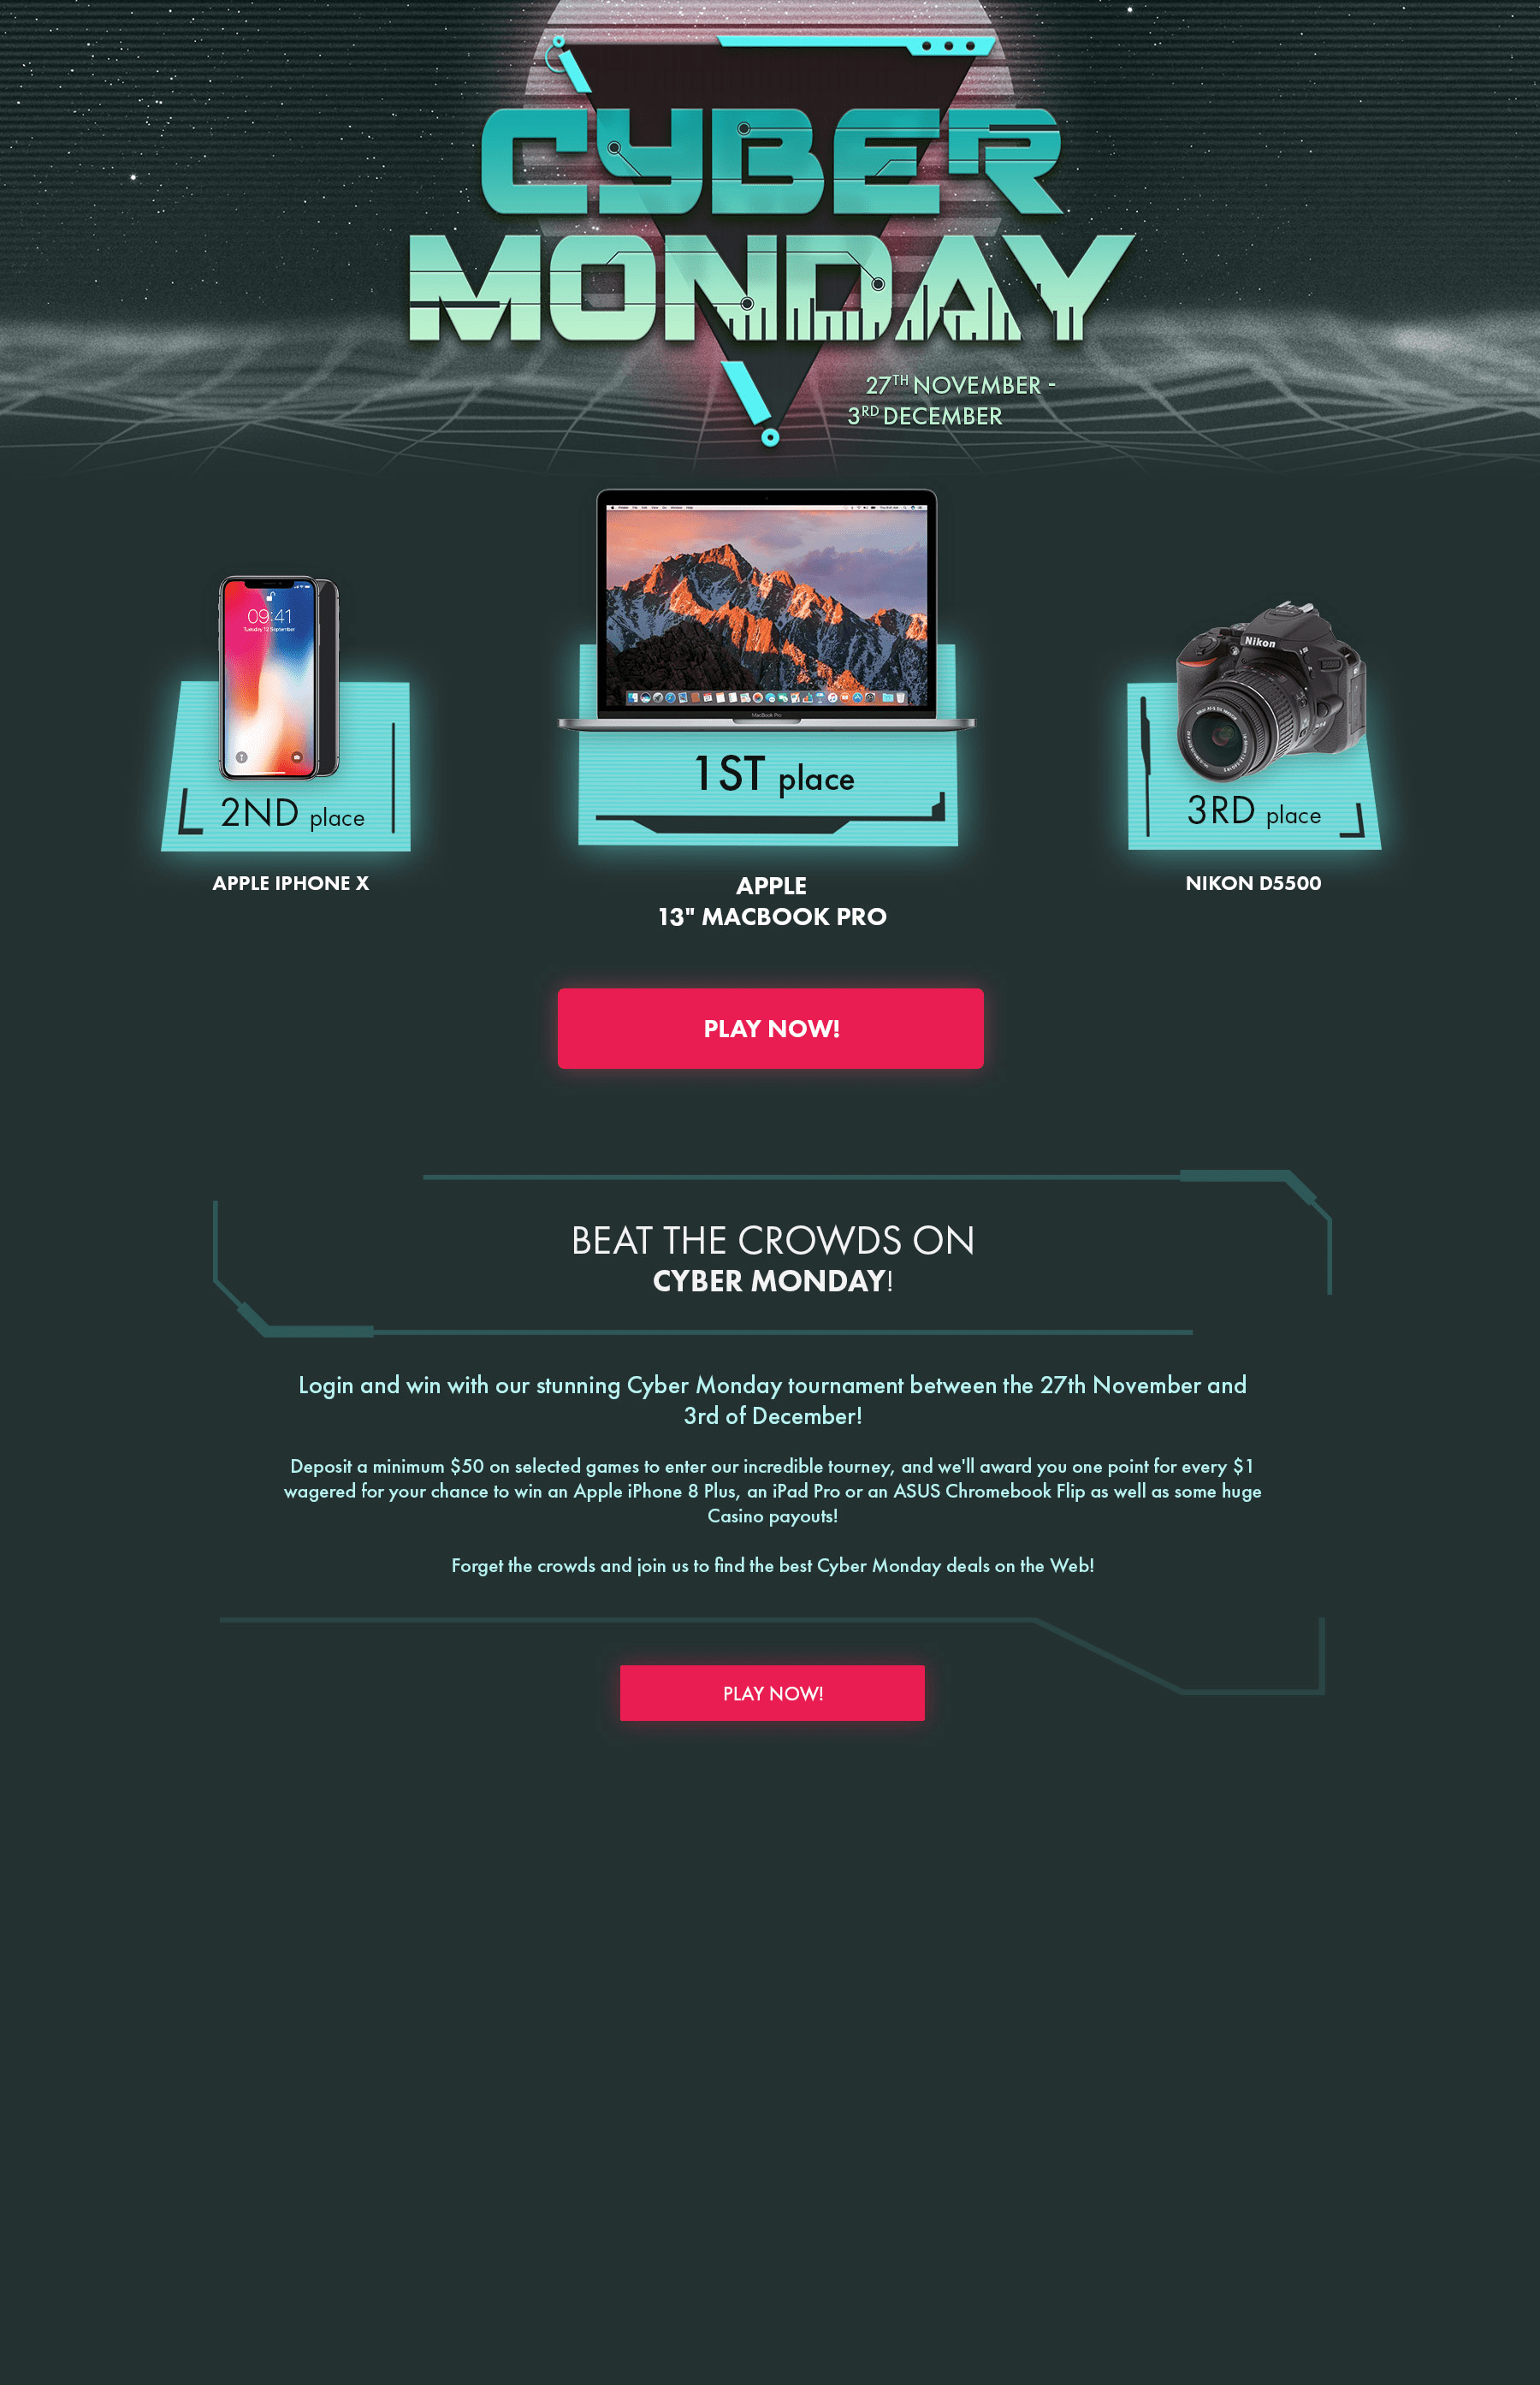 CYBER
MONDAY
27TH NOVEMBER -
3RD DECEMBER
09:41
Tuesday 12 September
MacBook Pro
Nikon
1ST place
2ND place
3RD place
APPLE IPHONE X
APPLE
13" MACBOOK PRO
NIKON D5500
PLAY NOW!
BEAT THE CROWDS ON
CYBER MONDAY!
Login and win with our stunning Cyber Monday tournament between the 27th November and
3rd of December!
Deposit a minimum $50 on selected games to enter our incredible tourney, and we'll award you one point for every $1
wagered for your chance to win an Apple iPhone 8 Plus, an iPad Pro or an ASUS Chromebook Flip as well as some huge
Casino payouts!
Forget the crowds and join us to find the best Cyber Monday deals on the Web!
PLAY NOW!